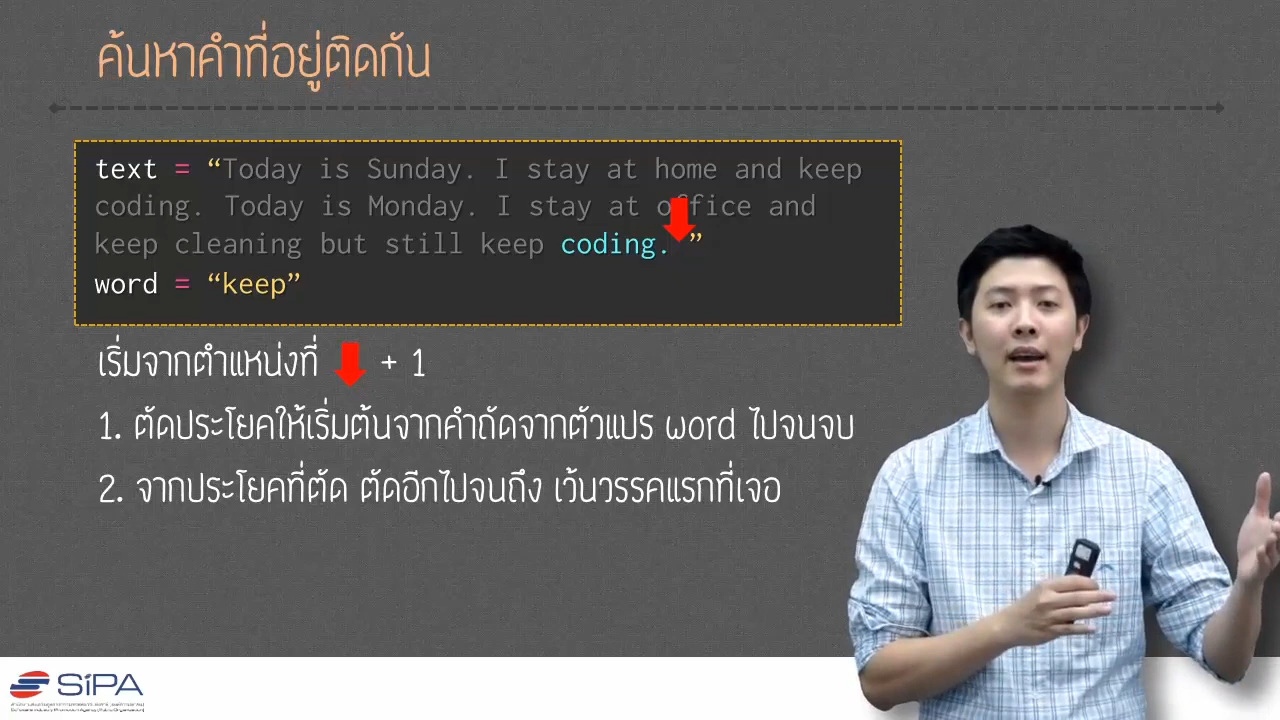 ค้นหาคำที่อยู่ติดกัน
text = “Today is Sunday. I stay at home and keep
coding. Today is Monday. I stay at office and
keep cleaning but still keep coding. ”
word = “keep”
เริ่มจากตำแหน่งที่ + 1
1. ตัดประโยคให้เริ่มต้นจากคำถัดจากตัวแปร word ไปจนจบ
2. จากประโยคที่ตัด ตัดอีกไปจนถึง เว้นวรรคแรกที่เจอ
SiPA